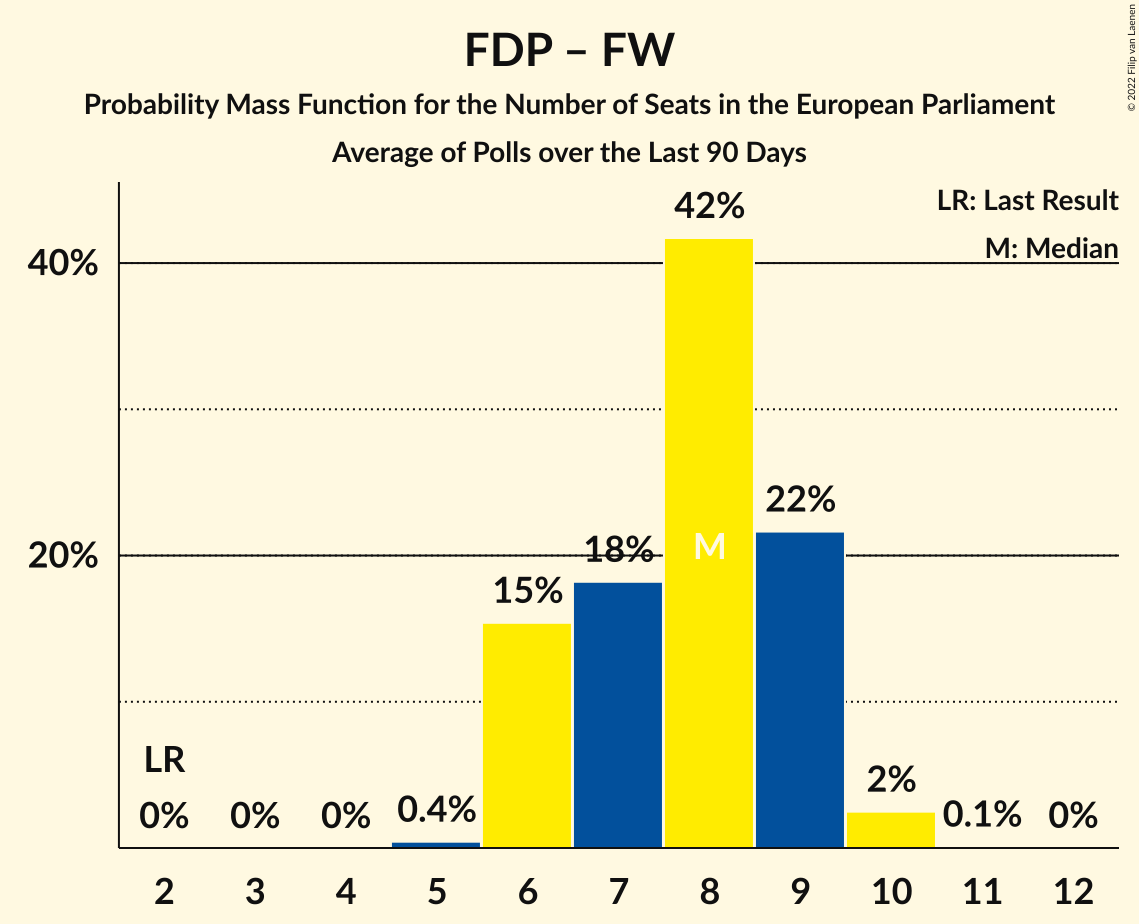 FDP – FW
Probability Mass Function for the Number of Seats in the European Parliament
Average of Polls over the Last 90 Days
© 2022 Filip van Laenen
LR: Last Result
M: Median
40%
20%
LR
0%
0%
0%
0.4%
15%
18%
42%
M
22%
2%
0.1%
0%
2 3 4 5 6 7 8 9 10 11 12